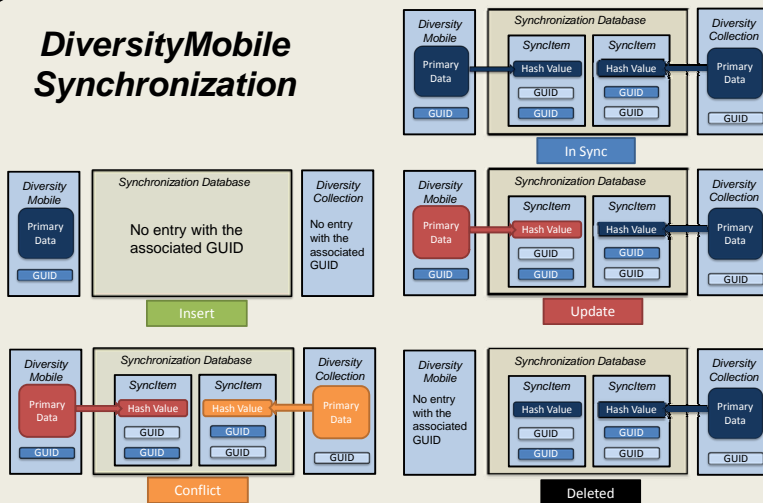 DiversityMobile
Synchronization
Diversity
Mobile
Primary
Data
GUID
Synchronization Database
SyncItem
Hash Value
GUID
GUID
SyncItem
Hash Value
GUID
GUID
Diversity
Collection
Primary
Data
GUID
In Sync
Diversity
Mobile
Primary
Data
GUID
Synchronization Database
No entry with the
associated GUID
Diversity
Collection
No entry
with the
associated
GUID
Insert
Diversity
Mobile
Primary
Data
GUID
Synchronization Database
SyncItem
Hash Value
GUID
GUID
SyncItem
Hash Value
GUID
GUID
Diversity
Collection
Primary
Data
GUID
Update
Diversity
Mobile
Primary
Data
GUID
Synchronization Database
SyncItem
Hash Value
GUID
GUID
SyncItem
Hash Value
GUID
GUID
Diversity
Collection
Primary
Data
GUID
Conflict
Diversity
Mobile
No entry
with the
associated
GUID
Synchronization Database
SyncItem
Hash Value
GUID
GUID
SyncItem
Hash Value
GUID
GUID
Diversity
Collection
Primary
Data
GUID
Deleted